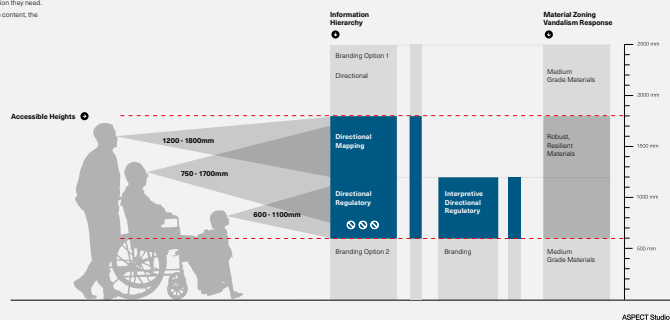 ion they need.
content, the
Information
Hierarchy
Material Zoning
Vandalism Response
Branding Option 1
Directional
Medium
Grade Materials
2500 mm
2000 mm
Accessible Heights
1200 - 1800mm
Directional
Mapping
Robust,
Resilient
Materials
1500 mm
750 - 1700mm
Directional
Regulatory
Interpretive
Directional
Regulatory
1000 mm
600 - 1100mm
Branding Option 2
Branding
Medium
Grade Materials
500 mm
ASPECT Studio